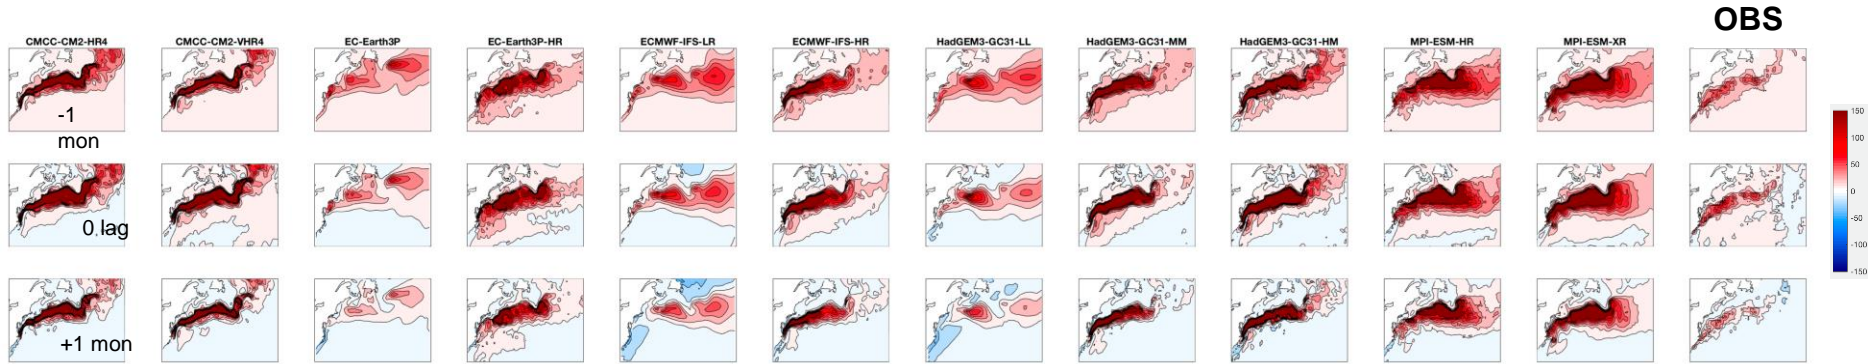 OBS
CMCC-CM2-HR4 CMCC-CM2-VHR4 EC-Earth3P EC-Earth3P-HR ECMWF-IFS-LR ECMWF-IFS-HR HadGEM3-GC31-LL HadGEM3-GC31-MM HadGEM3-GC31-HM MPI-ESM-HR MPI-ESM-XR
-1
mon
0 lag
+1 mon
150
100
50
0
-50
-100
-150